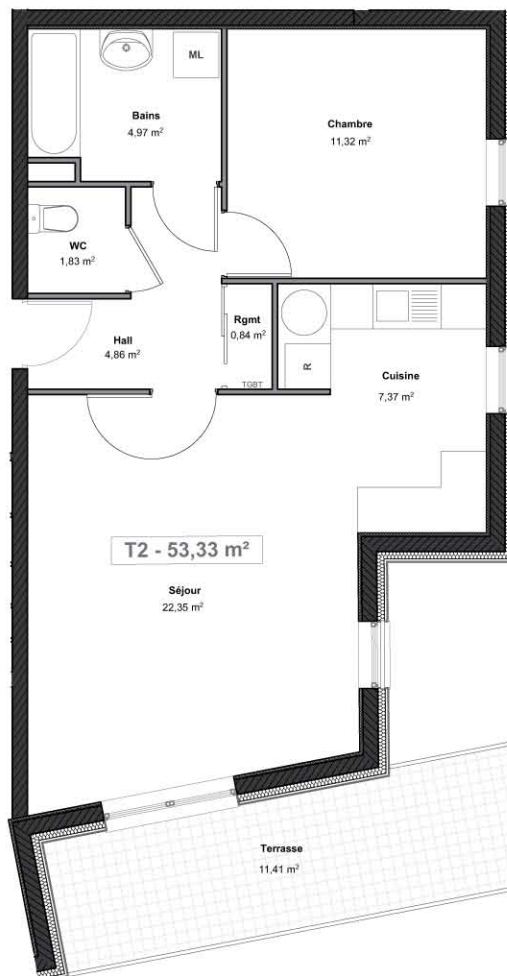 ML
Bains
4,97 m²
Chambre
11,32 m²
WC
1,83 m²
Hall
4,86 m²
Rgmt
0,84 m²
TGBT
R
Cuisine
7,37 m²
T2 - 53,33 m²
Séjour
22,35 m²
Terrasse
11,41 m²